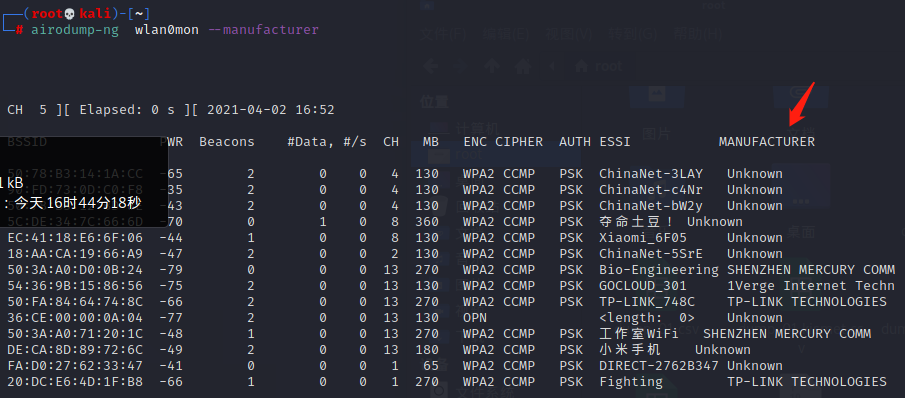 (root💀kali)-[~]
# airodump-ng wlan0mon --manufacturer
位置
root
图片
CH 5 ][ Elapsed: 0 s ][ 2021-04-02 16:52
BSSID PWR Beacons #Data, #/s CH MB ENC CIPHER AUTH ESSI MANUFACTURER
50:78:B3:14:1A:CC -65 2 0 0 4 130 WPA2 CCMP PSK ChinaNet-3LAY Unknown
50:FD:73:0D:C0:F8 -35 2 0 0 4 130 WPA2 CCMP PSK ChinaNet-c4Nr Unknown
-43 2 0 0 4 130 WPA2 CCMP PSK ChinaNet-bW2y Unknown
5C:DE:34:7C:66:6D -70 0 1 0 8 360 WPA2 CCMP PSK 夺命土豆！ Unknown
EC:41:18:E6:6F:06 -44 1 0 0 8 130 WPA2 CCMP PSK Xiaomi_6F05 Unknown
18:AA:CA:19:66:A9 -47 2 0 0 2 130 WPA2 CCMP PSK ChinaNet-5SrE Unknown
50:3A:A0:D0:0B:24 -79 0 0 0 13 270 WPA2 CCMP PSK Bio-Engineering SHENZHEN MERCURY COMM
54:36:9B:15:86:56 -75 2 0 0 13 130 WPA2 CCMP PSK GOCLOUD_301 1Verge Internet Techn
50:FA:84:64:74:8C -66 2 0 0 13 270 WPA2 CCMP PSK TP-LINK_748C TP-LINK TECHNOLOGIES
36:CE:00:00:0A:04 -77 2 0 0 13 130 OPN <length: 0> Unknown
50:3A:A0:71:20:1C -48 1 0 0 13 270 WPA2 CCMP PSK 工作室WiFi SHENZHEN MERCURY COMM
DE:CA:8D:89:72:6C -49 2 0 0 13 180 WPA2 CCMP PSK 小米手机 Unknown
FA:D0:27:62:33:47 -41 0 0 0 1 65 WPA2 CCMP PSK DIRECT-2762B347 Unknown
20:DC:E6:4D:1F:B8 -66 1 0 0 1 270 WPA2 CCMP PSK Fighting TP-LINK TECHNOLOGIES
kB
: 今天 16时44分18秒